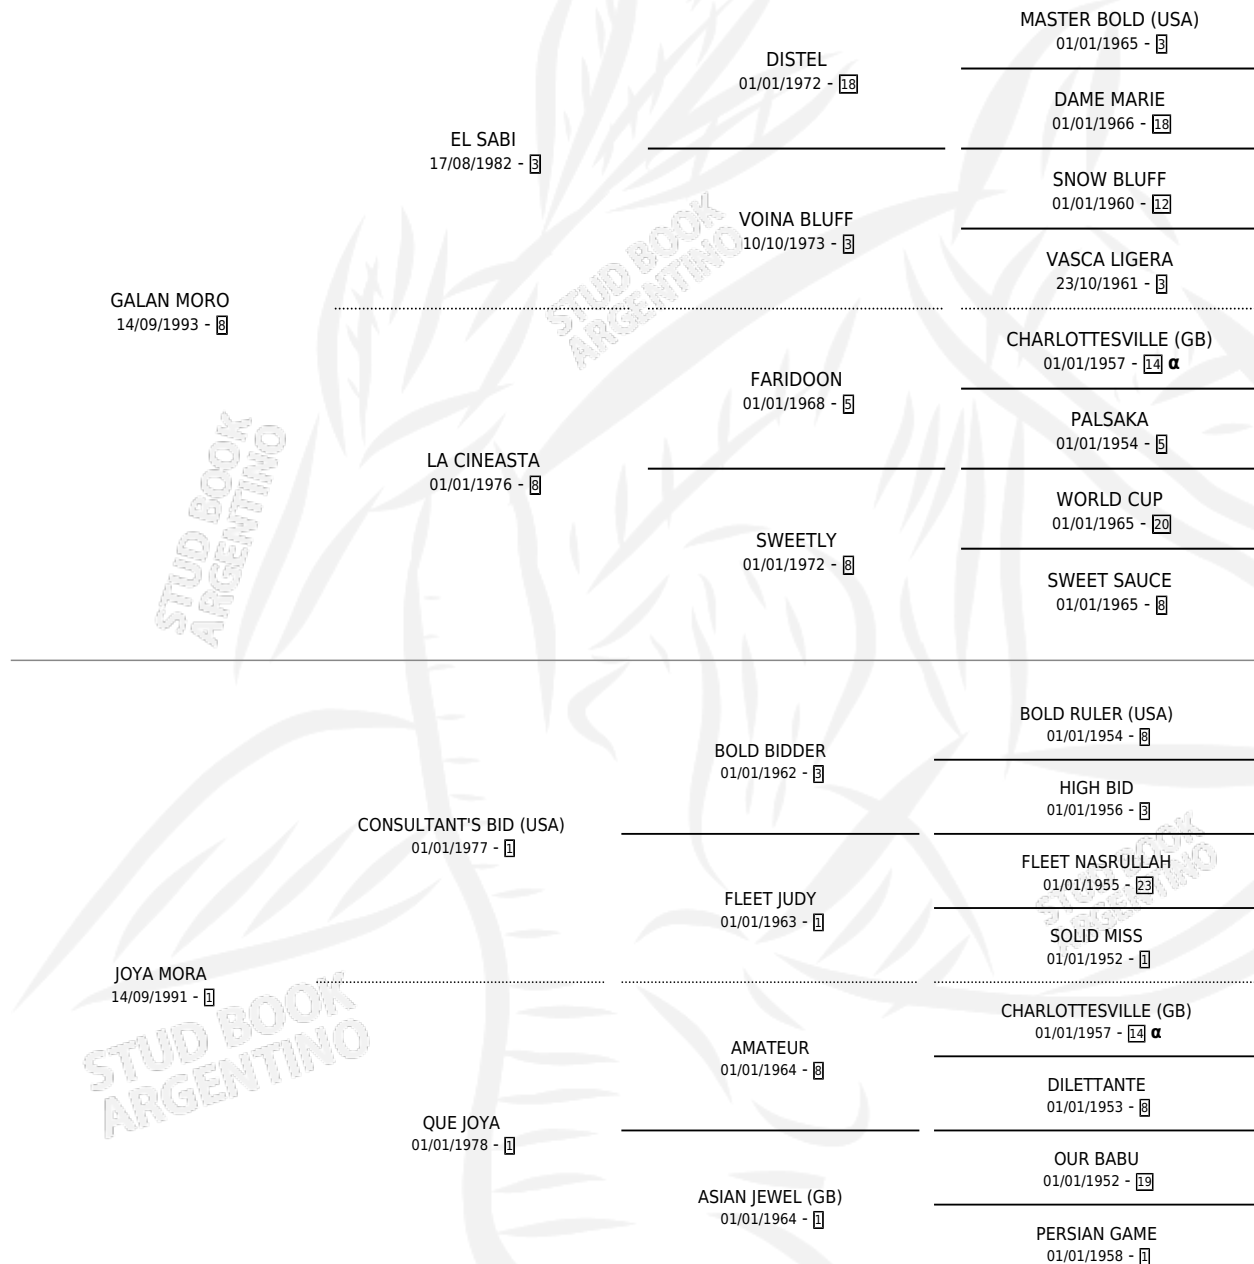 MASTER BOLD (USA)
01/01/1965 - 3
DISTEL
01/01/1972 - 18
DAME MARIE
01/01/1966 - 18
EL SABI
17/08/1982 - 3
SNOW BLUFF
01/01/1960 - 12
VOINA BLUFF
10/10/1973 - 3
VASCA LIGERA
23/10/1961 - 3
GALAN MORO
14/09/1993 - 8
CHARLOTTESVILLE (GB)
01/01/1957 - 14 α
FARIDOON
01/01/1968 - 5
PALSAKA
01/01/1954 - 5
LA CINEASTA
01/01/1976 - 8
WORLD CUP
01/01/1965 - 20
SWEETLY
01/01/1972 - 8
SWEET SAUCE
01/01/1965 - 8
BOLD RULER (USA)
01/01/1954 - 8
BOLD BIDDER
01/01/1962 - 3
HIGH BID
01/01/1956 - 3
CONSULTANT'S BID (USA)
01/01/1977 - 1
FLEET NASRULLAH
01/01/1955 - 23
FLEET JUDY
01/01/1963 - 1
SOLID MISS
01/01/1952 - 1
JOYA MORA
14/09/1991 - 1
CHARLOTTESVILLE (GB)
01/01/1957 - 14 α
AMATEUR
01/01/1964 - 8
DILETTANTE
01/01/1953 - 8
QUE JOYA
01/01/1978 - 1
OUR BABU
01/01/1952 - 19
ASIAN JEWEL (GB)
01/01/1964 - 1
PERSIAN GAME
01/01/1958 - 1
STUD BOOK
ARGENTINO
STUD BOOK
ARGENTINO
STUD BOOK
ARGENTINO
STUD BOOK
ARGENTINO